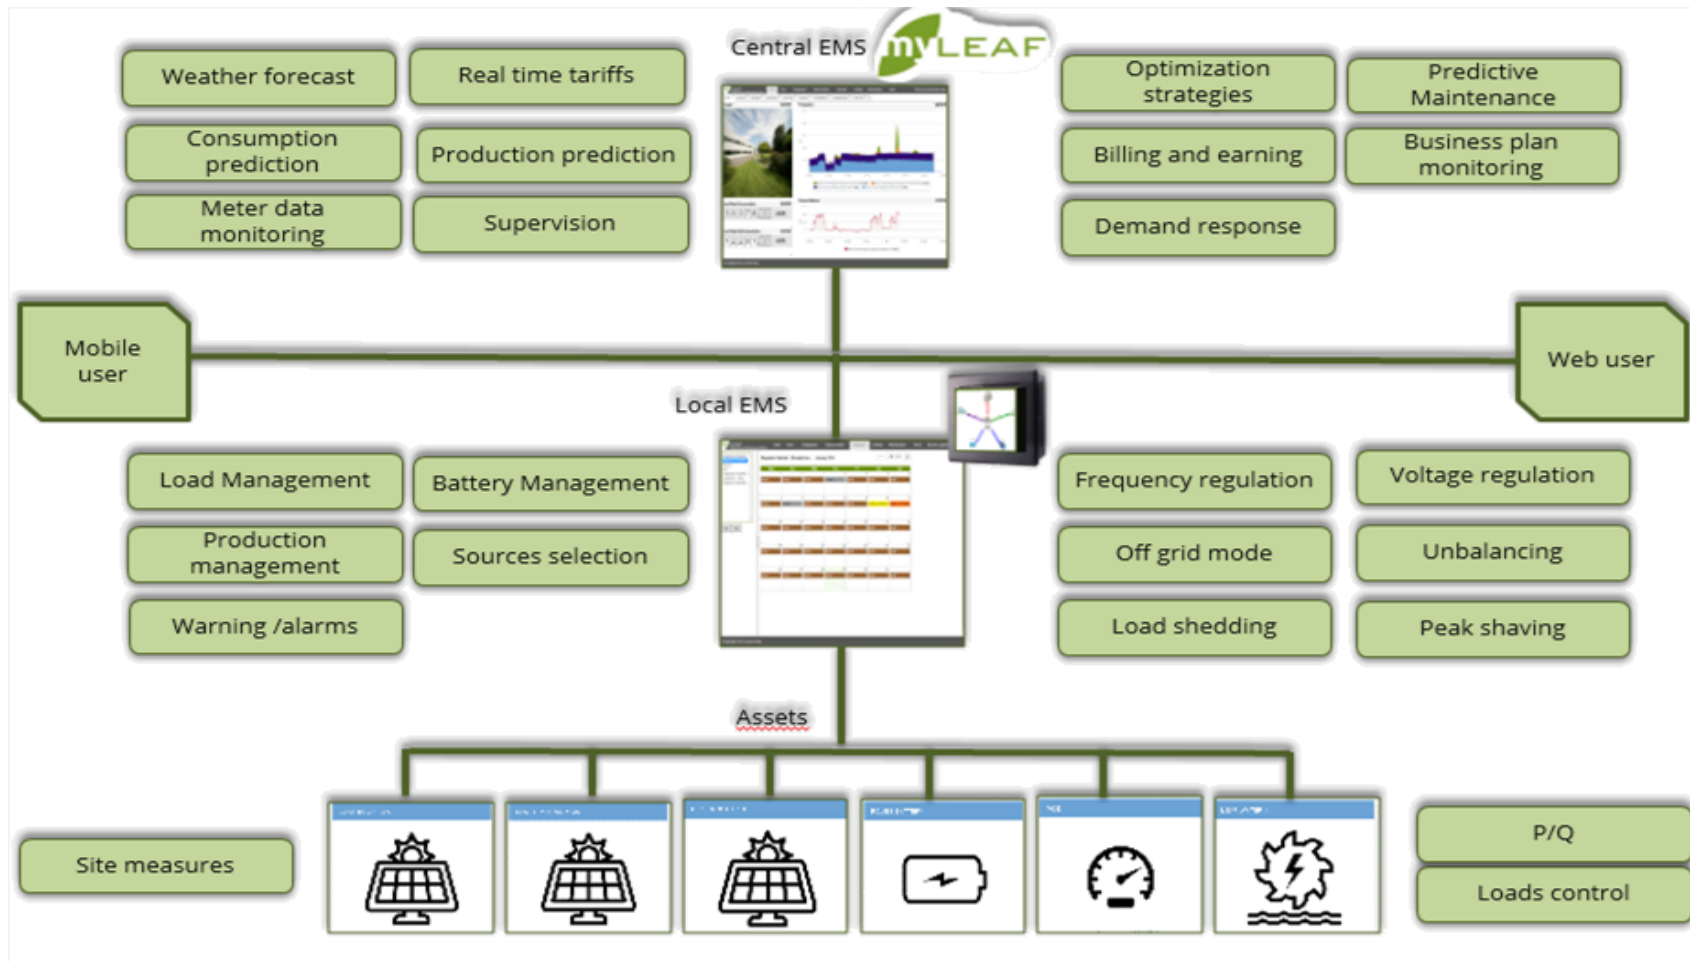 Central EMS
myLEAF
Weather forecast
Real time tariffs
Consumption
prediction
Production prediction
Meter data
monitoring
Supervision
Optimization
strategies
Predictive
Maintenance
Billing and earning
Business plan
monitoring
Demand response
Mobile
user
Web user
Local EMS
Load Management
Battery Management
Production
management
Sources selection
Warning /alarms
Frequency regulation
Voltage regulation
Off grid mode
Unbalancing
Load shedding
Peak shaving
Assets
Site measures
P/Q
Loads control